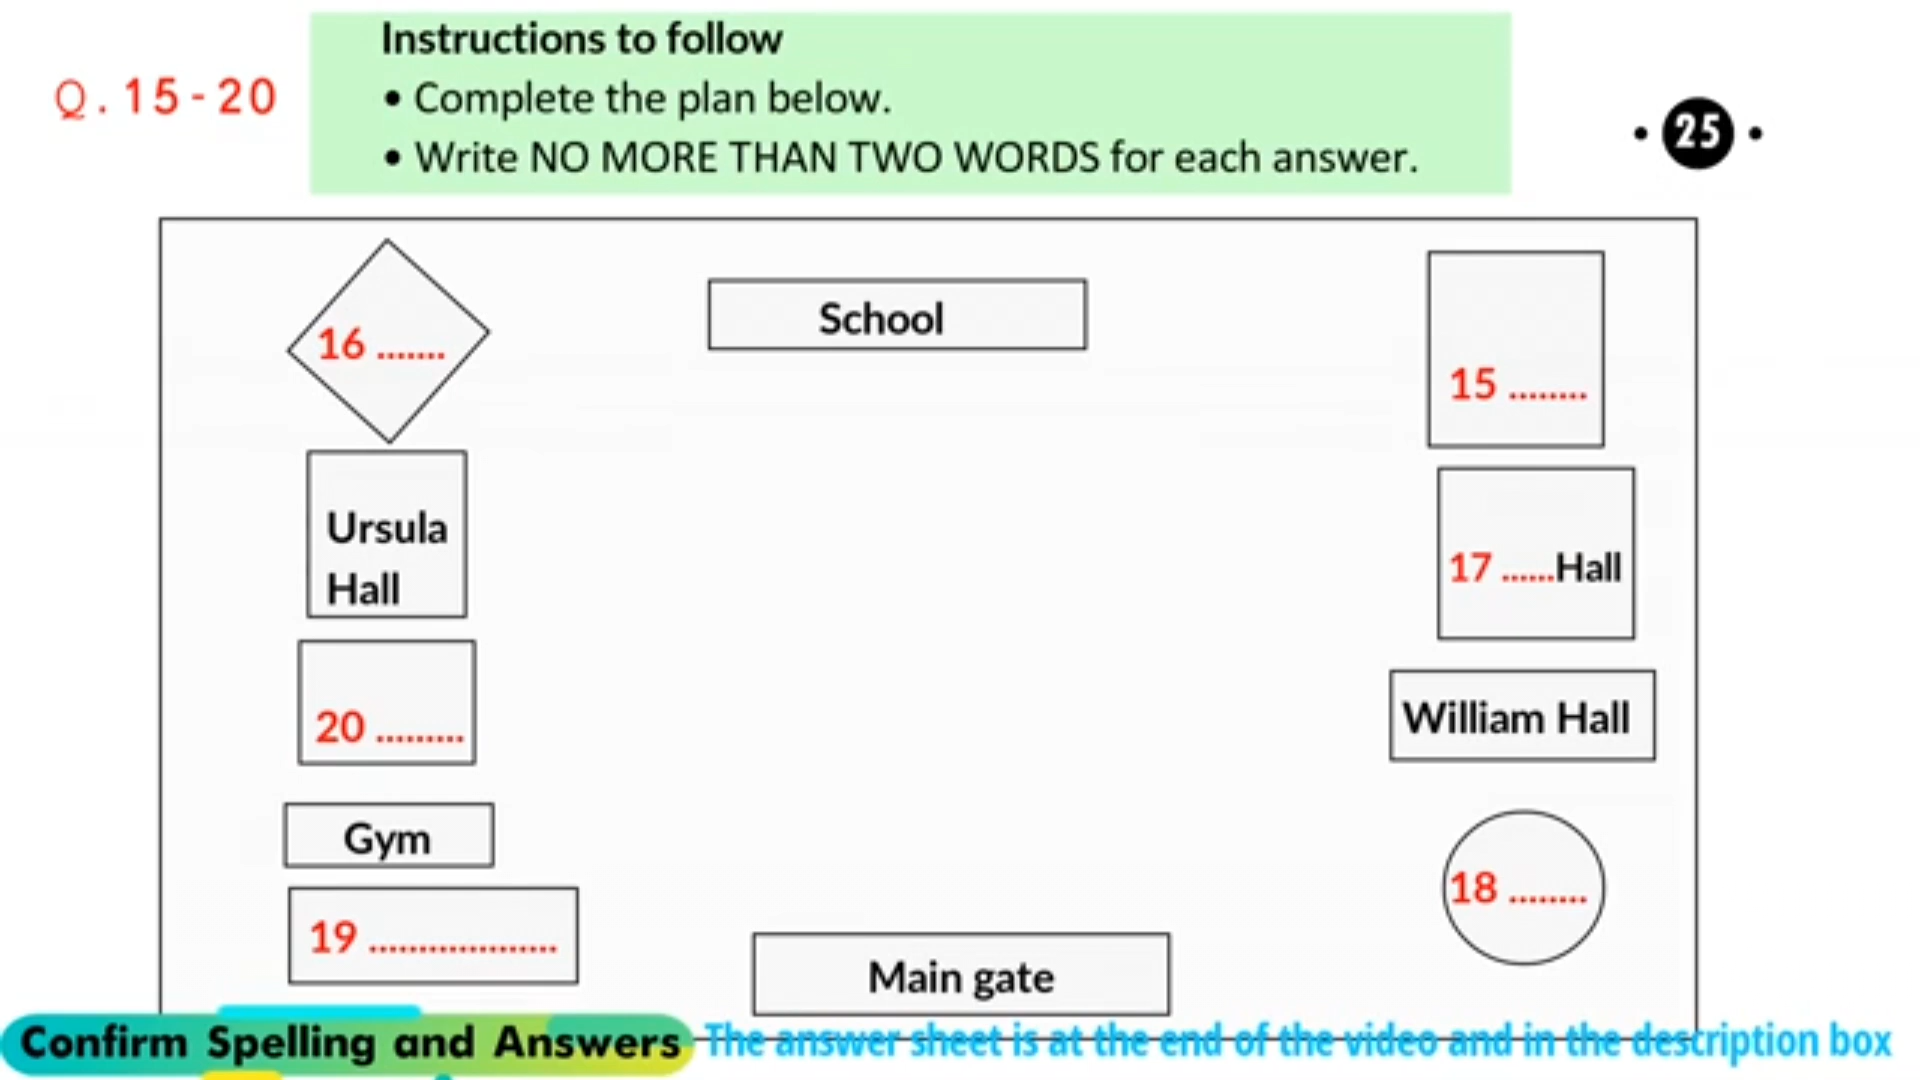 Q.15-20
Instructions to follow
• Complete the plan below.
• Write NO MORE THAN TWO WORDS for each answer.
25
16 .......
School
15 ........
Ursula
Hall
17 ......Hall
20 .........
William Hall
Gym
18 ........
19 ...................
Main gate
Confirm Spelling and Answers
The answer sheet is at the end of the video and in the description box